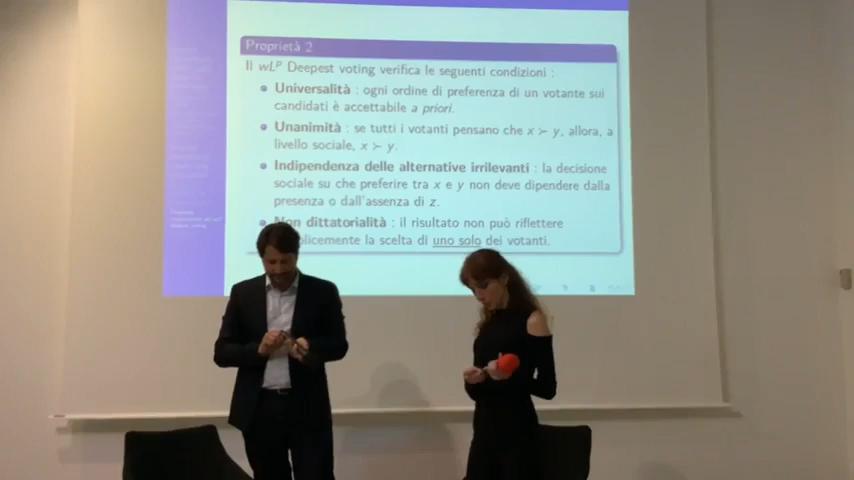 Proprietà 2
Il wLᵖ Deepest voting verifica le seguenti condizioni :
Universalità : ogni ordine di preferenza di un votante sui
candidati è accettabile a priori.
Unanimità : se tutti i votanti pensano che x ≻ y, allora, a
livello sociale, x ≻ y.
Indipendenza delle alternative irrilevanti : la decisione
sociale su che preferire tra x e y non deve dipendere dalla
presenza o dall'assenza di z.
Non dittatorialità : il risultato non può riflettere
plicemente la scelta di uno solo dei votanti.